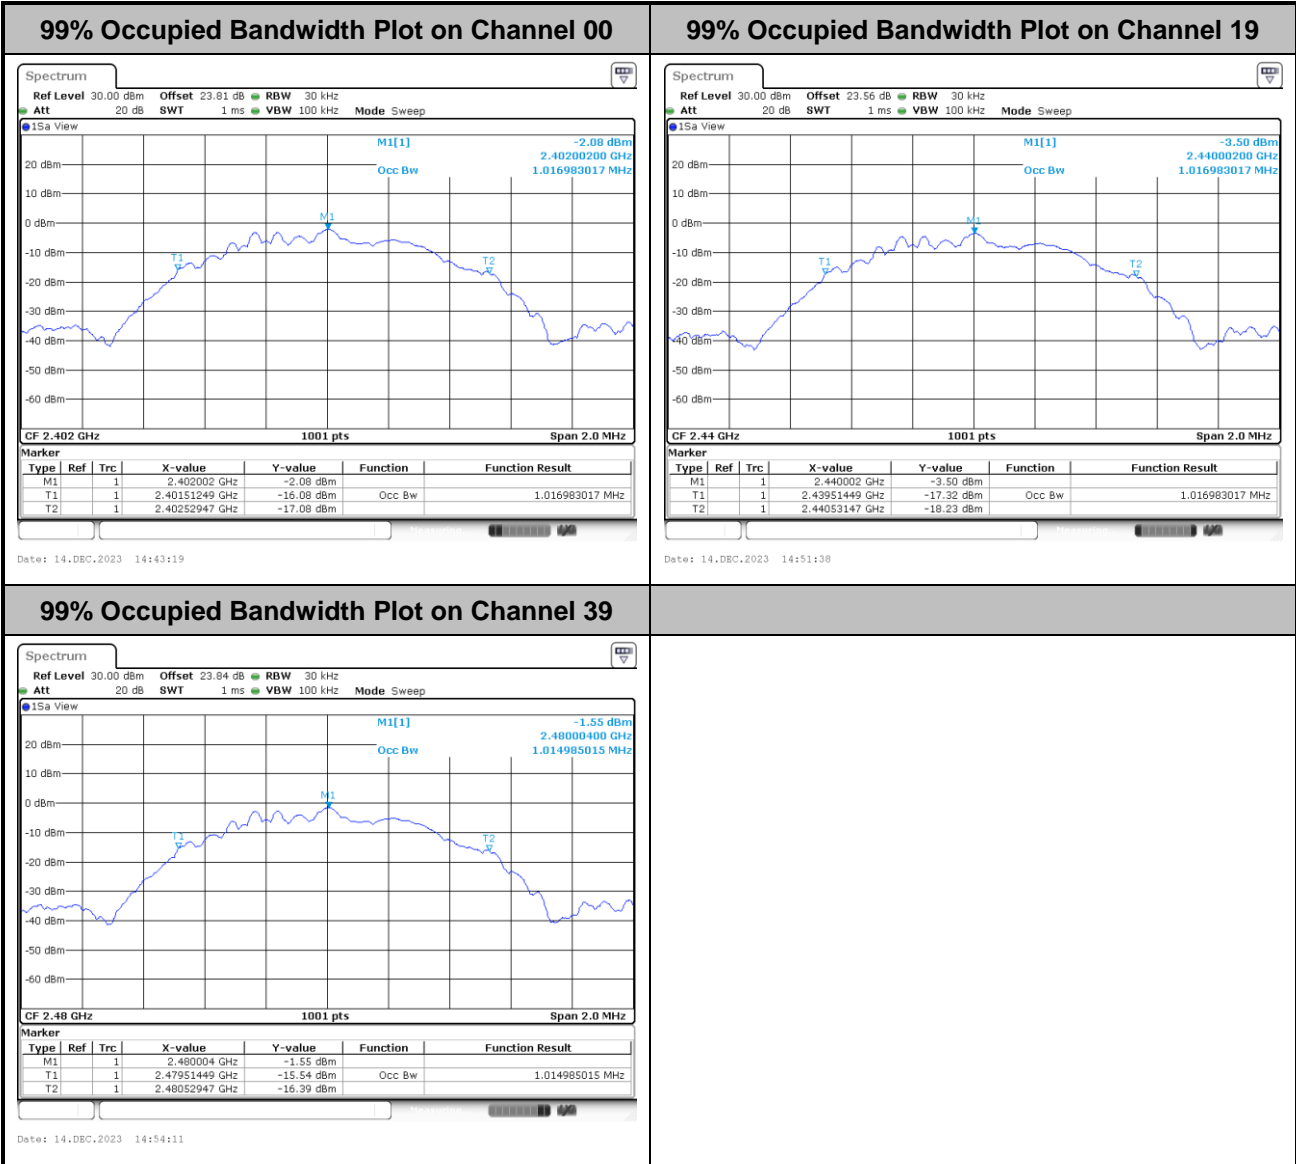 99% Occupied Bandwidth Plot on Channel 00
Spectrum
Ref Level 30.00 dBm Offset 23.81 dB RBW 30 kHz
Att 20 dB SWT 1 ms VBW 100 kHz Mode Sweep
1Sa View
M1[1] -2.08 dBm
2.40200200 GHz
Occ Bw 1.016983017 MHz
20 dBm
10 dBm
0 dBm
-10 dBm
-20 dBm
-30 dBm
-40 dBm
-50 dBm
-60 dBm
M1
T1
T2
CF 2.402 GHz 1001 pts Span 2.0 MHz
Marker
Type Ref Trc X-value Y-value Function Function Result
M1 1 2.402002 GHz -2.08 dBm
T1 1 2.40151249 GHz -16.08 dBm Occ Bw 1.016983017 MHz
T2 1 2.40252947 GHz -17.08 dBm
Date: 14.DEC.2023 14:43:19
99% Occupied Bandwidth Plot on Channel 19
Spectrum
Ref Level 30.00 dBm Offset 23.56 dB RBW 30 kHz
Att 20 dB SWT 1 ms VBW 100 kHz Mode Sweep
1Sa View
M1[1] -3.50 dBm
2.44000200 GHz
Occ Bw 1.016983017 MHz
20 dBm
10 dBm
0 dBm
-10 dBm
-20 dBm
-30 dBm
-40 dBm
-50 dBm
-60 dBm
M1
T1
T2
CF 2.44 GHz 1001 pts Span 2.0 MHz
Marker
Type Ref Trc X-value Y-value Function Function Result
M1 1 2.440002 GHz -3.50 dBm
T1 1 2.43951449 GHz -17.32 dBm Occ Bw 1.016983017 MHz
T2 1 2.44053147 GHz -18.23 dBm
Date: 14.DEC.2023 14:51:38
99% Occupied Bandwidth Plot on Channel 39
Spectrum
Ref Level 30.00 dBm Offset 23.84 dB RBW 30 kHz
Att 20 dB SWT 1 ms VBW 100 kHz Mode Sweep
1Sa View
M1[1] -1.55 dBm
2.48000400 GHz
Occ Bw 1.014985015 MHz
20 dBm
10 dBm
0 dBm
-10 dBm
-20 dBm
-30 dBm
-40 dBm
-50 dBm
-60 dBm
M1
T1
T2
CF 2.48 GHz 1001 pts Span 2.0 MHz
Marker
Type Ref Trc X-value Y-value Function Function Result
M1 1 2.480004 GHz -1.55 dBm
T1 1 2.47951449 GHz -15.54 dBm Occ Bw 1.014985015 MHz
T2 1 2.48052947 GHz -16.39 dBm
Date: 14.DEC.2023 14:54:11